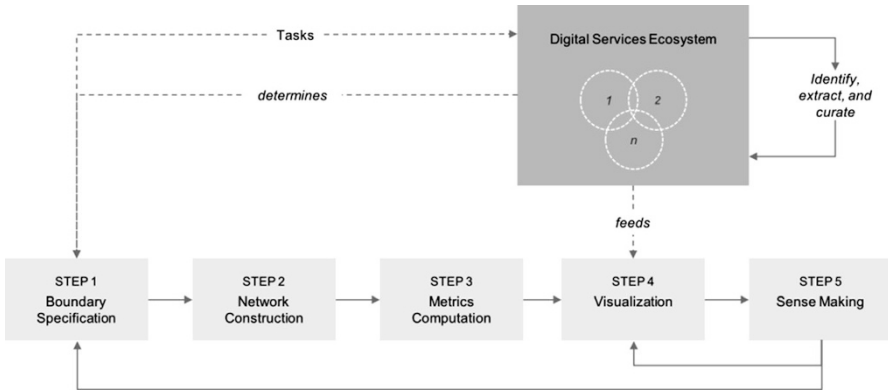 Tasks
Digital Services Ecosystem
determines
1
2
n
Identify,
extract, and
curate
feeds
STEP 1
Boundary
Specification
STEP 2
Network
Construction
STEP 3
Metrics
Computation
STEP 4
Visualization
STEP 5
Sense Making